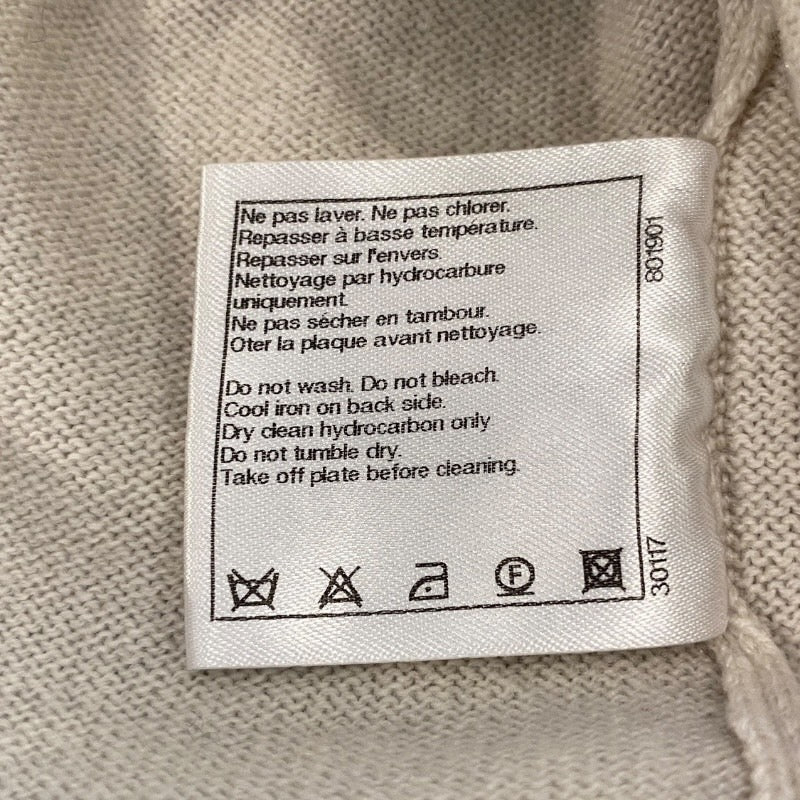 Ne pas laver. Ne pas chlorer.
Repasser à basse température.
Repasser sur l'envers.
Nettoyage par hydrocarbure
uniquement.
Ne pas sécher en tambour.
Oter la plaque avant nettoyage.
Do not wash. Do not bleach.
Cool iron on back side.
Dry clean hydrocarbon only
Do not tumble dry.
Take off plate before cleaning.
F
801901
30117